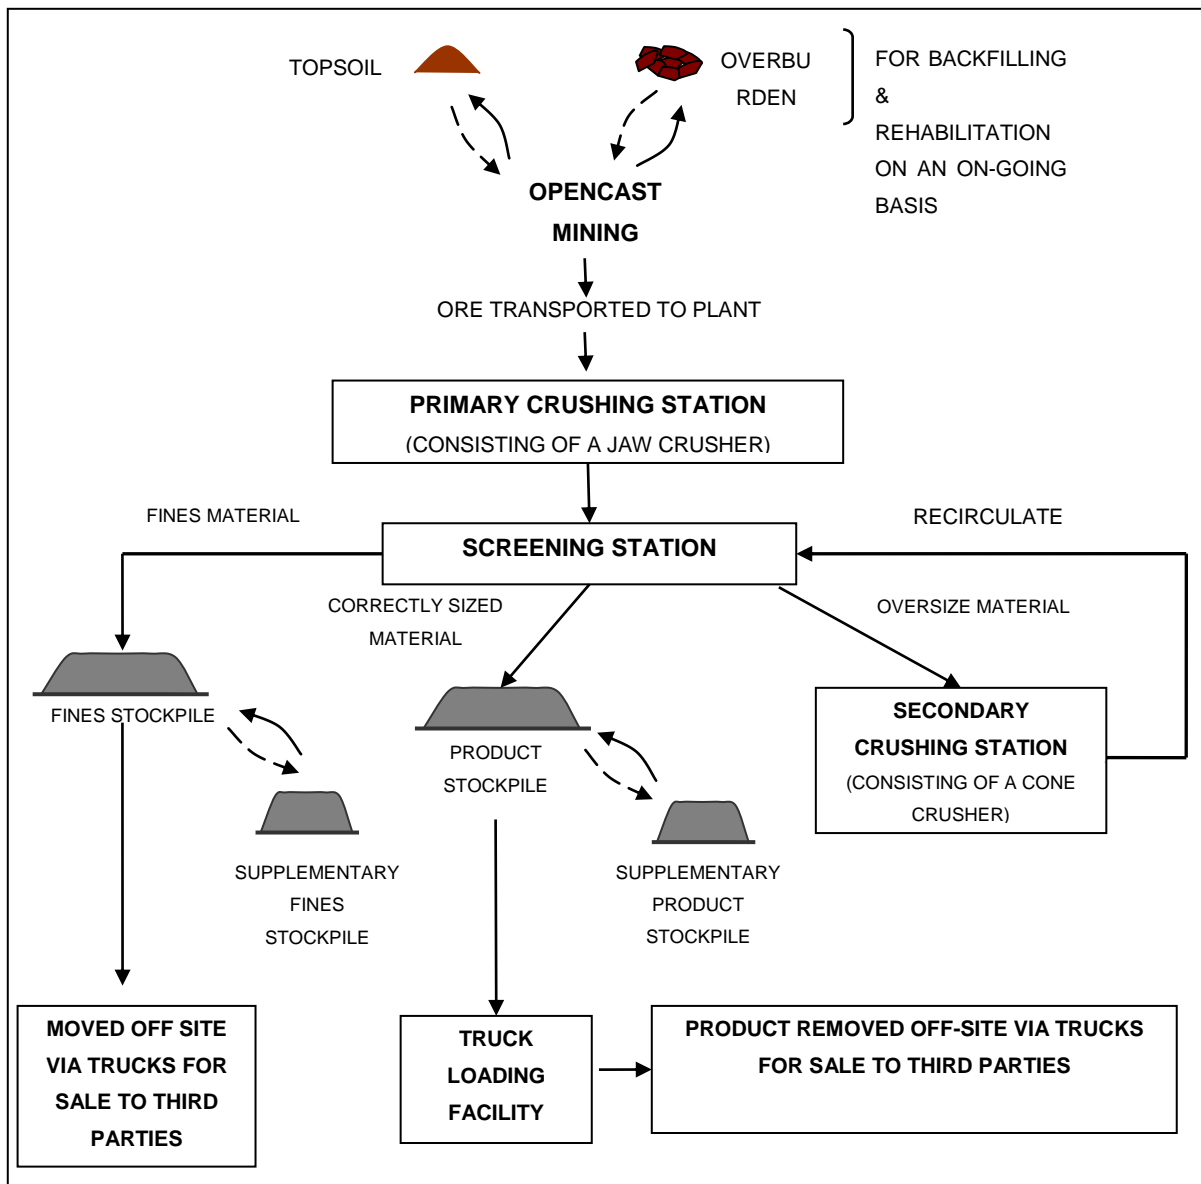 TOPSOIL
OVERBU
RDEN
FOR BACKFILLING
&
REHABILITATION
ON AN ON-GOING
BASIS
OPENCAST
MINING
ORE TRANSPORTED TO PLANT
PRIMARY CRUSHING STATION
(CONSISTING OF A JAW CRUSHER)
FINES MATERIAL
SCREENING STATION
RECIRCULATE
CORRECTLY SIZED
MATERIAL
OVERSIZE MATERIAL
FINES STOCKPILE
PRODUCT
STOCKPILE
SECONDARY
CRUSHING STATION
(CONSISTING OF A CONE
CRUSHER)
SUPPLEMENTARY
FINES
STOCKPILE
SUPPLEMENTARY
PRODUCT
STOCKPILE
MOVED OFF SITE
VIA TRUCKS FOR
SALE TO THIRD
PARTIES
TRUCK
LOADING
FACILITY
PRODUCT REMOVED OFF-SITE VIA TRUCKS
FOR SALE TO THIRD PARTIES